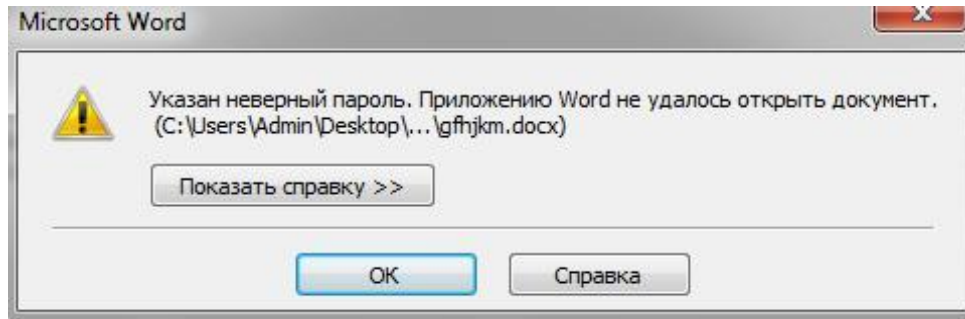 Microsoft Word
Указан неверный пароль. Приложению Word не удалось открыть документ.
(C:\Users\Admin\Desktop\...\gfhjkm.docx)
Показать справку >>
ОК
Справка